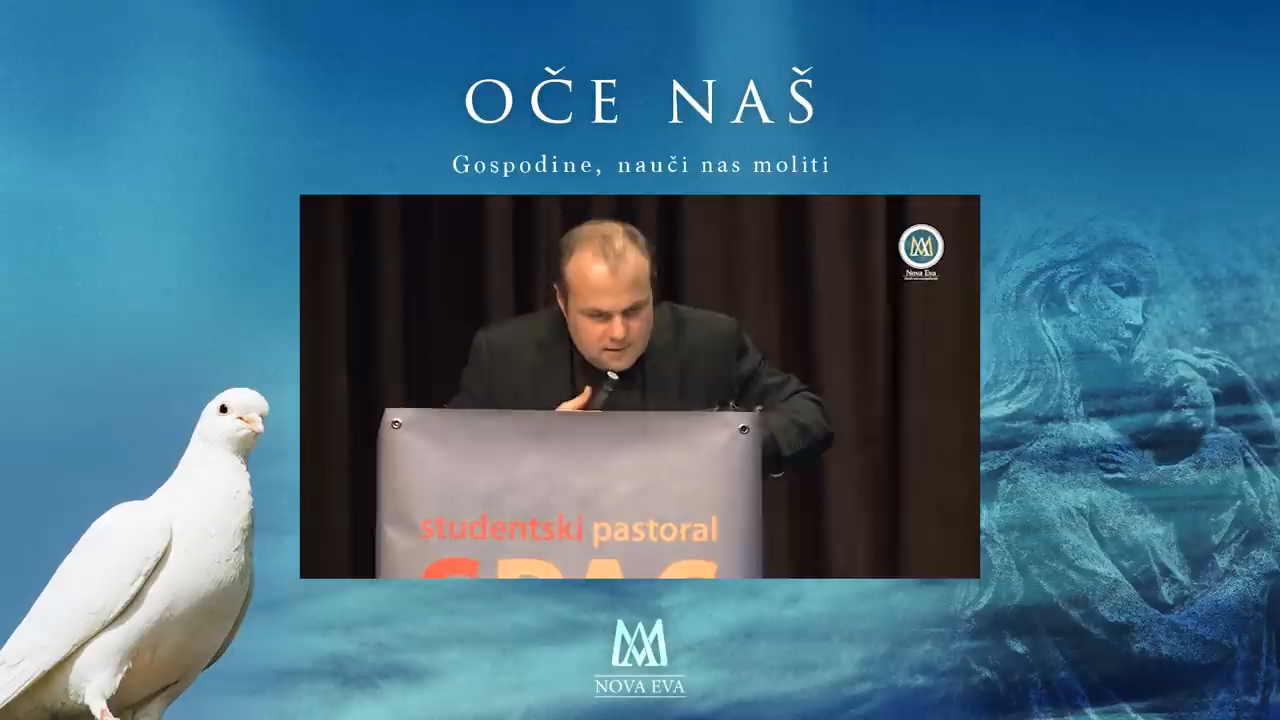 OČE NAŠ
Gospodine, nauči nas moliti
Nova Eva
studentski pastoral
NOVA EVA